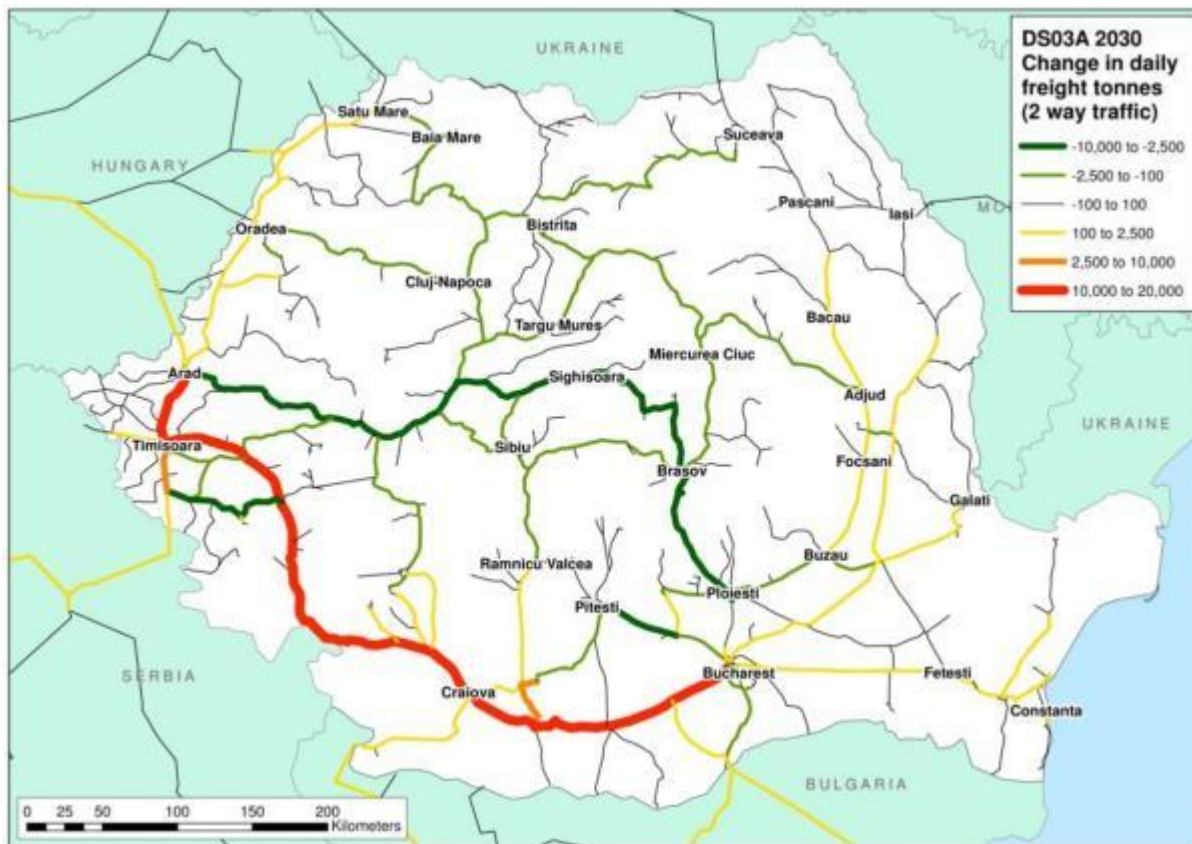 UKRAINE
DS03A 2030
Change in daily
freight tonnes
(2 way traffic)
-10,000 to -2,500
-2,500 to -100
-100 to 100
100 to 2,500
2,500 to 10,000
10,000 to 20,000
Satu Mare
Baia Mare
Suceava
HUNGARY
Pascani
Iasi
MO
Oradea
Bistrita
Cluj-Napoca
Bacau
Targu Mures
Miercurea Ciuc
Arad
Sighisoara
Adjud
UKRAINE
Timisoara
Sibiu
Focsani
Brasov
Galati
Ramnicu Valcea
Buzau
Pitesti
Ploiesti
SERBIA
Bucharest
Fetesti
Craiova
Constanta
BULGARIA
0 25 50 100 150 200
Kilometers